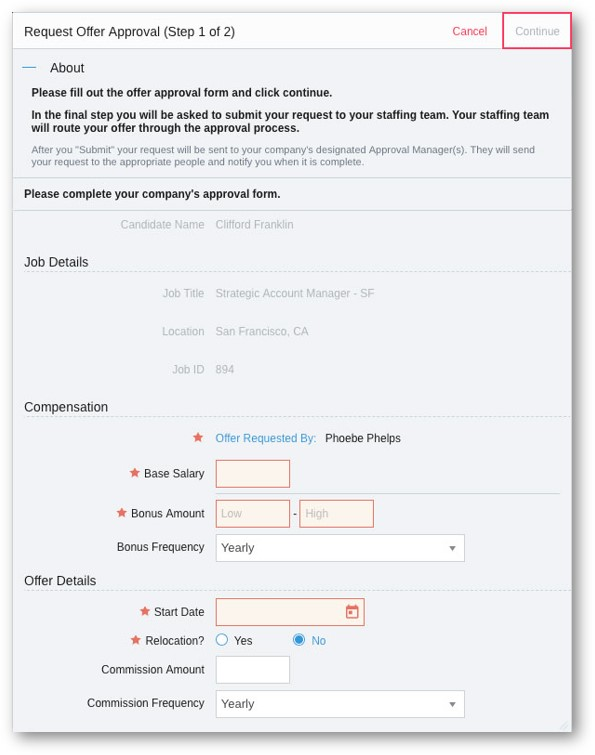 Request Offer Approval (Step 1 of 2)
Cancel
Continue
About
Please fill out the offer approval form and click continue.
In the final step you will be asked to submit your request to your staffing team. Your staffing team
will route your offer through the approval process.
After you "Submit" your request will be sent to your company's designated Approval Manager(s). They will send
your request to the appropriate people and notify you when it is complete.
Please complete your company's approval form.
Candidate Name Clifford Franklin
Job Details
Job Title Strategic Account Manager - SF
Location San Francisco, CA
Job ID 894
Compensation
Offer Requested By: Phoebe Phelps
Base Salary
Bonus Amount Low - High
Bonus Frequency Yearly
Offer Details
Start Date
Relocation? Yes No
Commission Amount
Commission Frequency Yearly